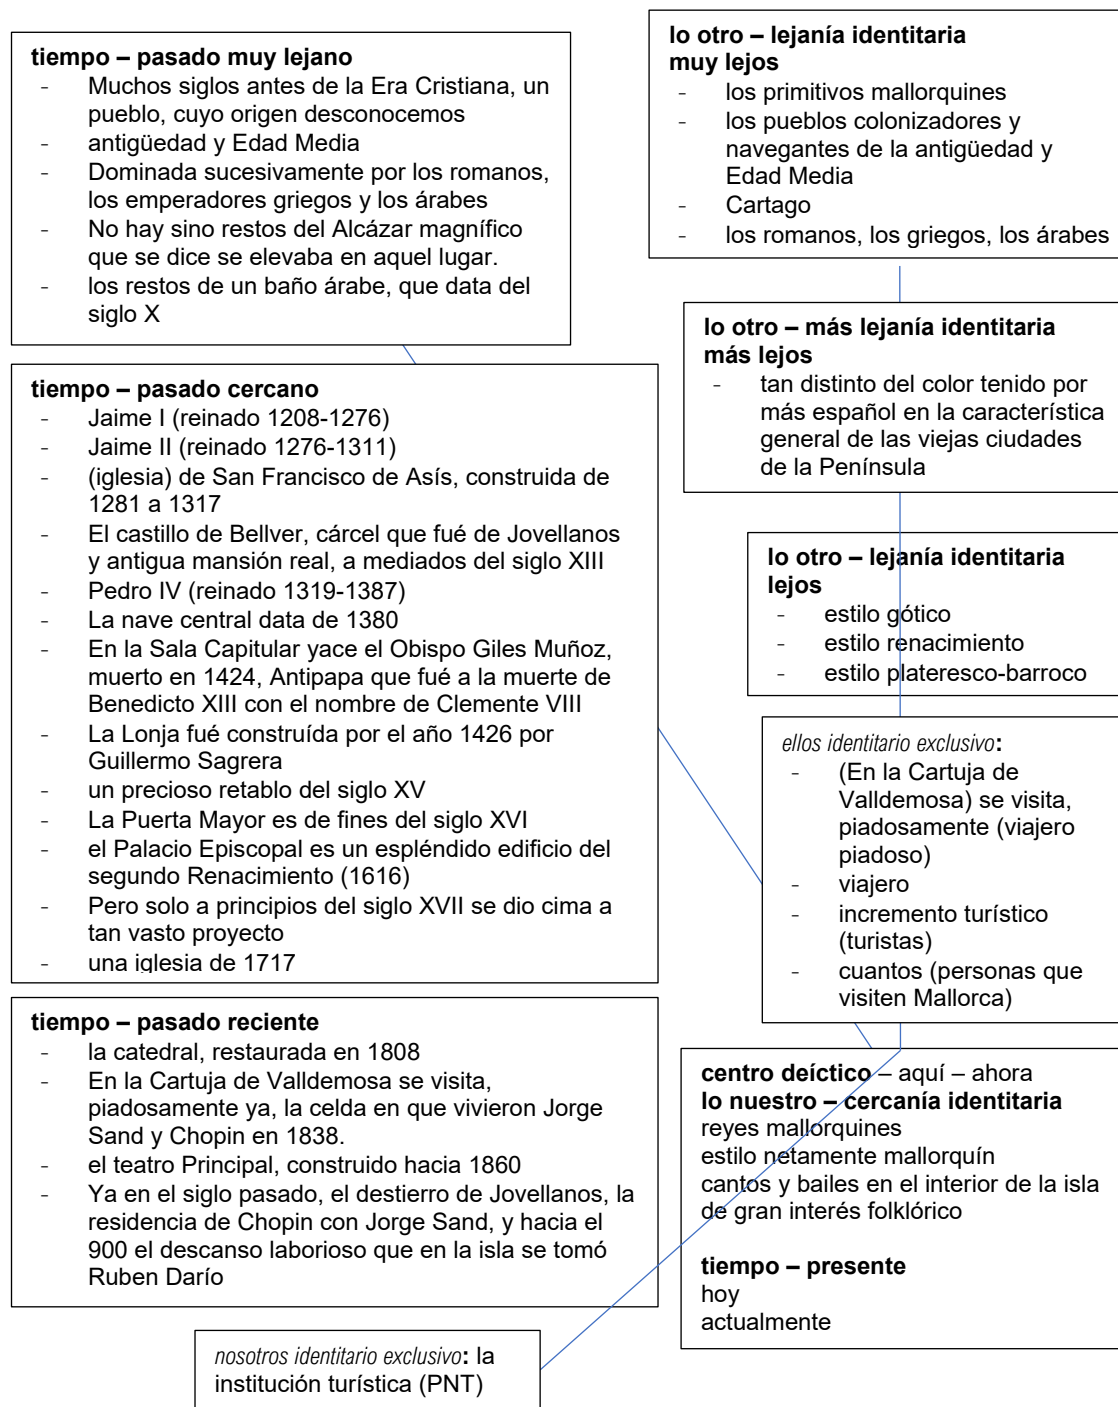 tiempo – pasado muy lejano
- Muchos siglos antes de la Era Cristiana, un
pueblo, cuyo origen desconocemos
- antigüedad y Edad Media
- Dominada sucesivamente por los romanos,
los emperadores griegos y los árabes
- No hay sino restos del Alcázar magnífico
que se dice se elevaba en aquel lugar.
- los restos de un baño árabe, que data del
siglo X
tiempo – pasado cercano
- Jaime I (reinado 1208-1276)
- Jaime II (reinado 1276-1311)
- (iglesia) de San Francisco de Asís, construida de
1281 a 1317
- El castillo de Bellver, cárcel que fué de Jovellanos
y antigua mansión real, a mediados del siglo XIII
- Pedro IV (reinado 1319-1387)
- La nave central data de 1380
- En la Sala Capitular yace el Obispo Giles Muñoz,
muerto en 1424, Antipapa que fué a la muerte de
Benedicto XIII con el nombre de Clemente VIII
- La Lonja fué construída por el año 1426 por
Guillermo Sagrera
- un precioso retablo del siglo XV
- La Puerta Mayor es de fines del siglo XVI
- el Palacio Episcopal es un espléndido edificio del
segundo Renacimiento (1616)
- Pero solo a principios del siglo XVII se dio cima a
tan vasto proyecto
- una iglesia de 1717
tiempo – pasado reciente
- la catedral, restaurada en 1808
- En la Cartuja de Valldemosa se visita,
piadosamente ya, la celda en que vivieron Jorge
Sand y Chopin en 1838.
- el teatro Principal, construido hacia 1860
- Ya en el siglo pasado, el destierro de Jovellanos, la
residencia de Chopin con Jorge Sand, y hacia el
900 el descanso laborioso que en la isla se tomó
Ruben Darío
nosotros identitario exclusivo: la
institución turística (PNT)
lo otro – lejanía identitaria
muy lejos
- los primitivos mallorquines
- los pueblos colonizadores y
navegantes de la antigüedad y
Edad Media
- Cartago
- los romanos, los griegos, los árabes
lo otro – más lejanía identitaria
más lejos
- tan distinto del color tenido por
más español en la característica
general de las viejas ciudades
de la Península
lo otro – lejanía identitaria
lejos
- estilo gótico
- estilo renacimiento
- estilo plateresco-barroco
ellos identitario exclusivo:
- (En la Cartuja de
Valldemosa) se visita,
piadosamente (viajero
piadoso)
- viajero
- incremento turístico
(turistas)
- cuantos (personas que
visiten Mallorca)
centro deíctico – aquí – ahora
lo nuestro – cercanía identitaria
reyes mallorquines
estilo netamente mallorquín
cantos y bailes en el interior de la isla
de gran interés folklórico
tiempo – presente
hoy
actualmente